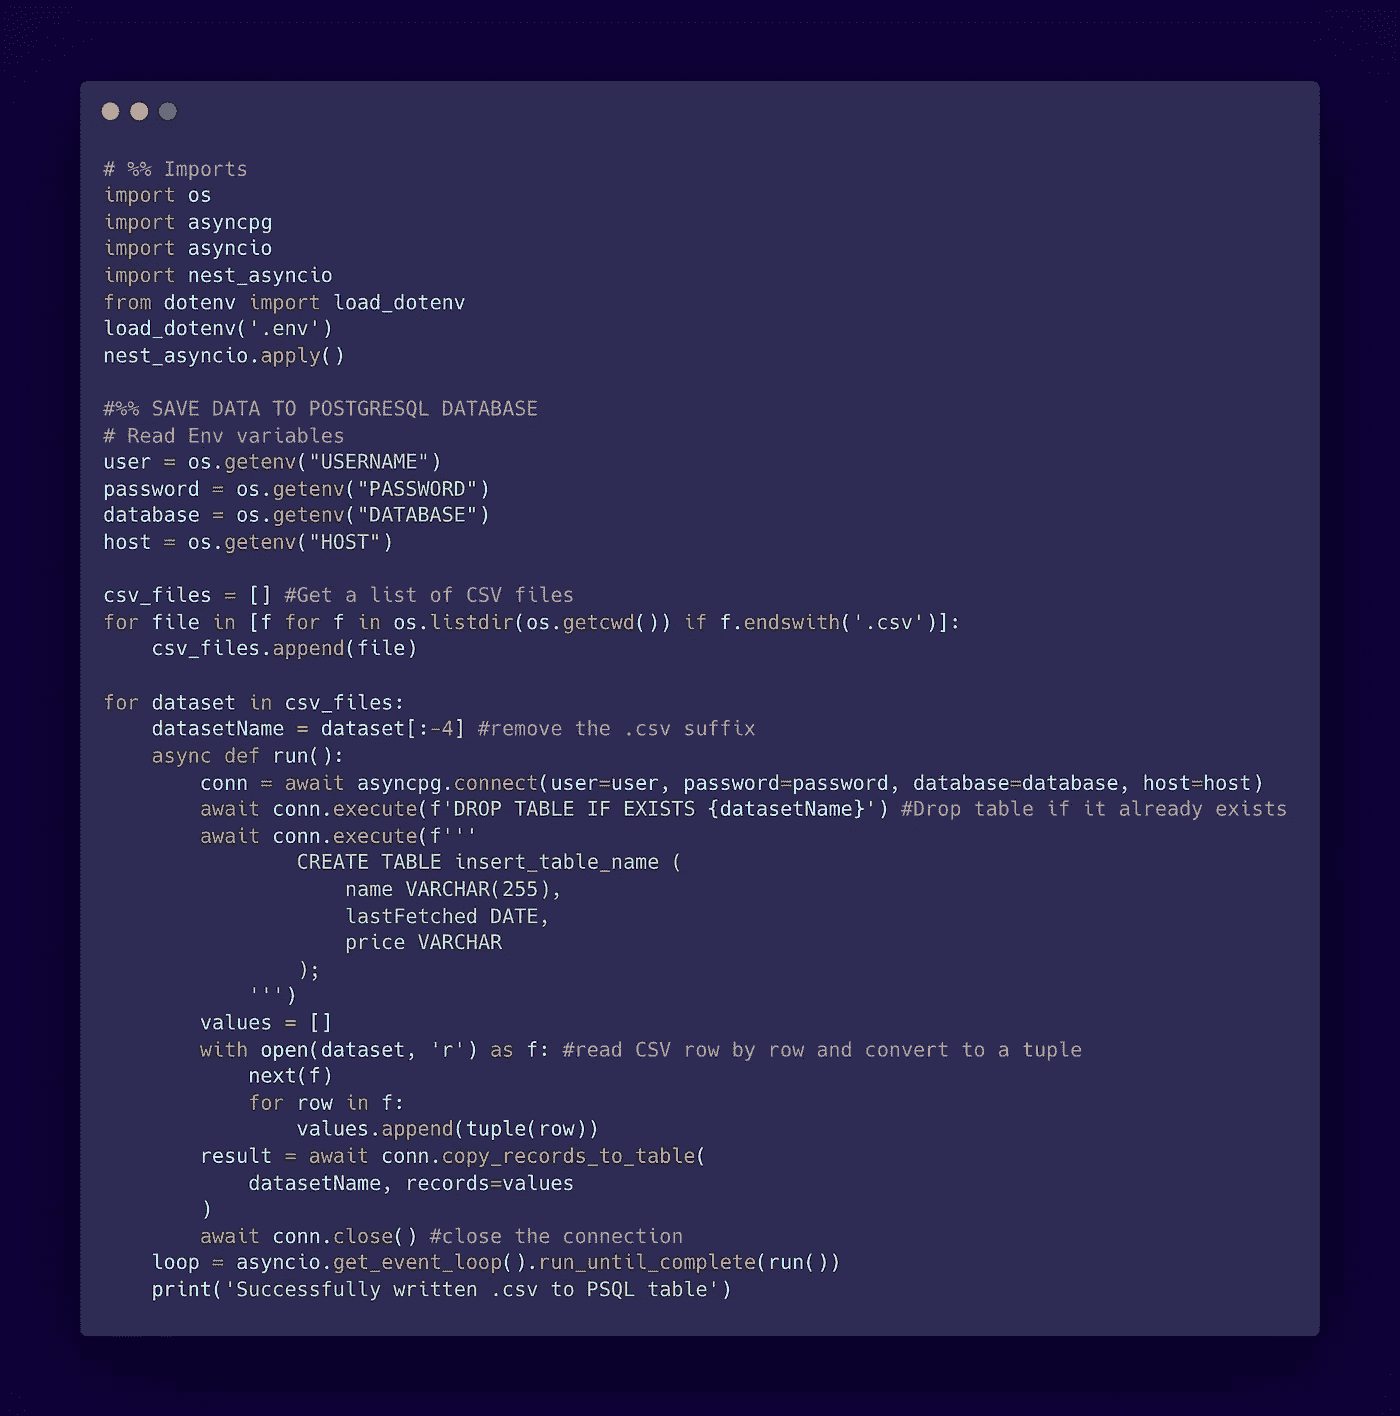 # %% Imports
import os
import asyncpg
import asyncio
import nest_asyncio
from dotenv import load_dotenv
load_dotenv('.env')
nest_asyncio.apply()

#%% SAVE DATA TO POSTGRESQL DATABASE
# Read Env variables
user = os.getenv("USERNAME")
password = os.getenv("PASSWORD")
database = os.getenv("DATABASE")
host = os.getenv("HOST")

csv_files = [] #Get a list of CSV files
for file in [f for f in os.listdir(os.getcwd()) if f.endswith('.csv')]:
    csv_files.append(file)

for dataset in csv_files:
    datasetName = dataset[:-4] #remove the .csv suffix
    async def run():
        conn = await asyncpg.connect(user=user, password=password, database=database, host=host)
        await conn.execute(f'DROP TABLE IF EXISTS {datasetName}') #Drop table if it already exists
        await conn.execute(f'''
                CREATE TABLE insert_table_name (
                    name VARCHAR(255),
                    lastFetched DATE,
                    price VARCHAR
                );
            ''')
        values = []
        with open(dataset, 'r') as f: #read CSV row by row and convert to a tuple
            next(f)
            for row in f:
                values.append(tuple(row))
        result = await conn.copy_records_to_table(
            datasetName, records=values
        )
        await conn.close() #close the connection
    loop = asyncio.get_event_loop().run_until_complete(run())
    print('Successfully written .csv to PSQL table')